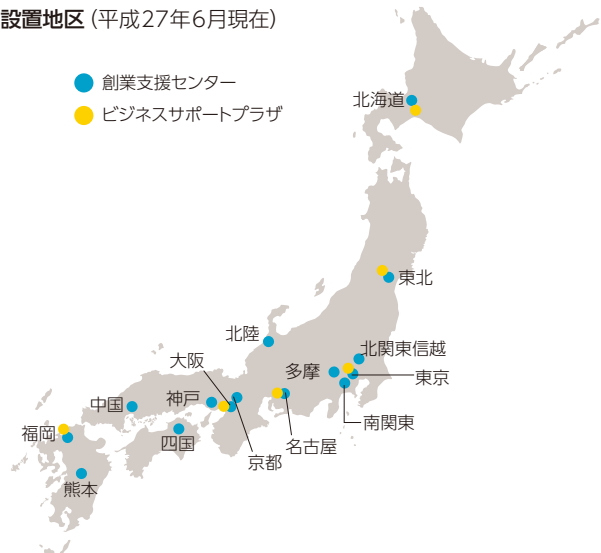 設置地区（平成27年6月現在）
創業支援センター
ビジネスサポートプラザ
北海道
東北
北陸
北関東信越
大阪
多摩
東京
神戸
中国
南関東
福岡
四国
名古屋
京都
熊本